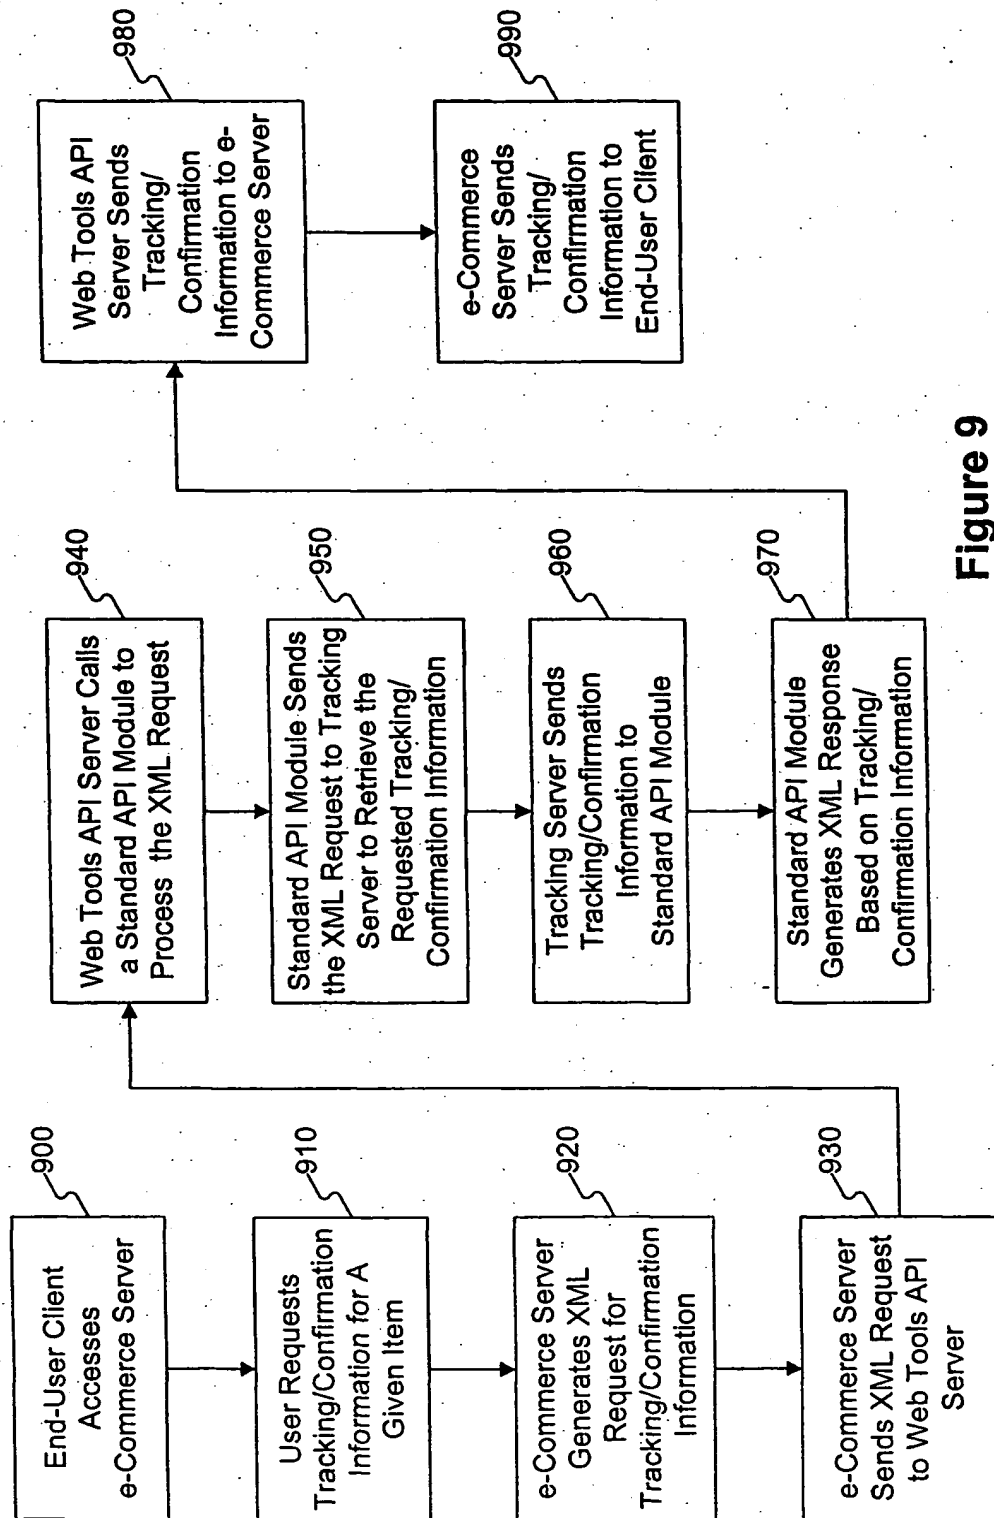 900
End-User Client
Accesses
e-Commerce Server
910
User Requests
Tracking/Confirmation
Information for A
Given Item
920
e-Commerce Server
Generates XML
Request for
Tracking/Confirmation
Information
930
e-Commerce Server
Sends XML Request
to Web Tools API
Server
940
Web Tools API Server Calls
a Standard API Module to
Process the XML Request
950
Standard API Module Sends
the XML Request to Tracking
Server to Retrieve the
Requested Tracking/
Confirmation Information
960
Tracking Server Sends
Tracking/Confirmation
Information to
Standard API Module
970
Standard API Module
Generates XML Response
Based on Tracking/
Confirmation Information
980
Web Tools API
Server Sends
Tracking/
Confirmation
Information to e-
Commerce Server
990
e-Commerce
Server Sends
Tracking/
Confirmation
Information to
End-User Client
Figure 9